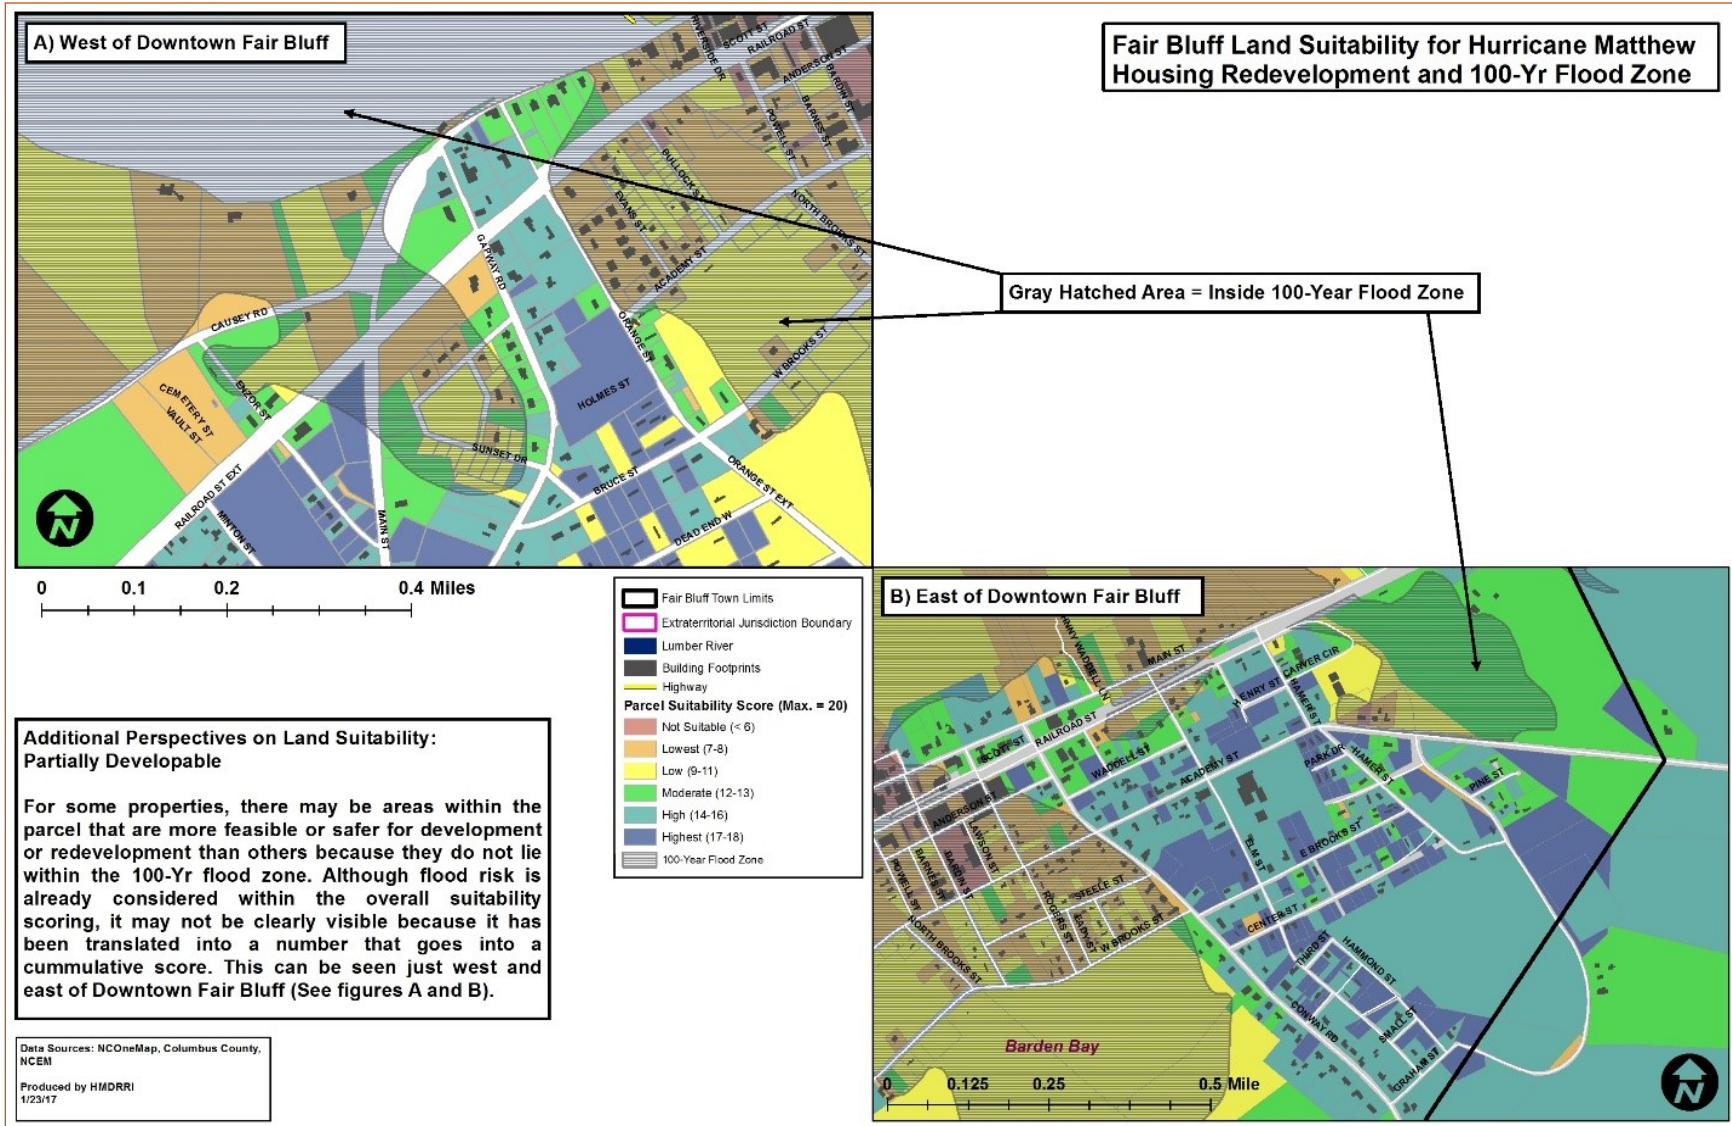 A) West of Downtown Fair Bluff
Fair Bluff Land Suitability for Hurricane Matthew
Housing Redevelopment and 100-Yr Flood Zone
RIVERSIDE DR
SCOTT ST
RAILROAD ST
ANDERSON ST
BARDIN ST
BARNES ST
POWELL ST
BULLOCK ST
EVANS ST
NORTH BROOKS ST
ACADEMY ST
GAPWAY RD
ORANGE ST
W BROOKS ST
CAUSEY RD
ENZOR ST
CEMETERY ST
VAULT ST
HOLMES ST
SUNSET DR
BRUCE ST
ORANGE ST EXT
DEAD END W
RAILROAD ST EXT
MINTON ST
MAIN ST
N
Gray Hatched Area = Inside 100-Year Flood Zone
0 0.1 0.2 0.4 Miles
Fair Bluff Town Limits
Extraterritorial Jurisdiction Boundary
Lumber River
Building Footprints
Highway
Parcel Suitability Score (Max. = 20)
Not Suitable (< 6)
Lowest (7-8)
Low (9-11)
Moderate (12-13)
High (14-16)
Highest (17-18)
100-Year Flood Zone
Additional Perspectives on Land Suitability:
Partially Developable
For some properties, there may be areas within the
parcel that are more feasible or safer for development
or redevelopment than others because they do not lie
within the 100-Yr flood zone. Although flood risk is
already considered within the overall suitability
scoring, it may not be clearly visible because it has
been translated into a number that goes into a
cummulative score. This can be seen just west and
east of Downtown Fair Bluff (See figures A and B).
Data Sources: NCOneMap, Columbus County,
NCEM
Produced by HMDRRI
1/23/17
B) East of Downtown Fair Bluff
MAIN ST
CARVER CIR
HENRY ST
HAMER ST
RAILROAD ST
SCOTT ST
WADDELL ST
ACADEMY ST
PARK DR
HAMER ST
PINE ST
ANDERSON ST
LAWSON ST
BARDIN ST
BARNES ST
POWELL ST
NORTH BROOKS ST
ROGERS ST
STEELE ST
EADY ST
W BROOKS ST
ELM ST
E BROOKS ST
CENTER ST
THIRD ST
HAMMOND ST
SMALL ST
GRAHAM ST
CONWAY RD
Barden Bay
0 0.125 0.25 0.5 Mile
N